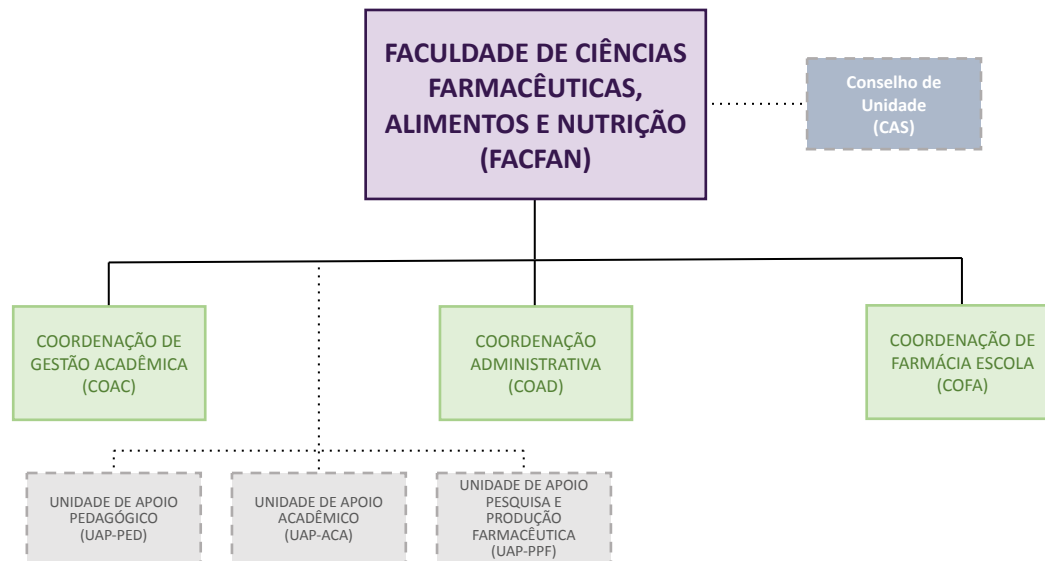 FACULDADE DE CIÊNCIAS
FARMACÊUTICAS,
ALIMENTOS E NUTRIÇÃO
(FACFAN)
Conselho de
Unidade
(CAS)
COORDENAÇÃO DE
GESTÃO ACADÊMICA
(COAC)
COORDENAÇÃO
ADMINISTRATIVA
(COAD)
COORDENAÇÃO DE
FARMÁCIA ESCOLA
(COFA)
UNIDADE DE APOIO
PEDAGÓGICO
(UAP-PED)
UNIDADE DE APOIO
ACADÊMICO
(UAP-ACA)
UNIDADE DE APOIO
PESQUISA E
PRODUÇÃO
FARMACÊUTICA
(UAP-PPF)